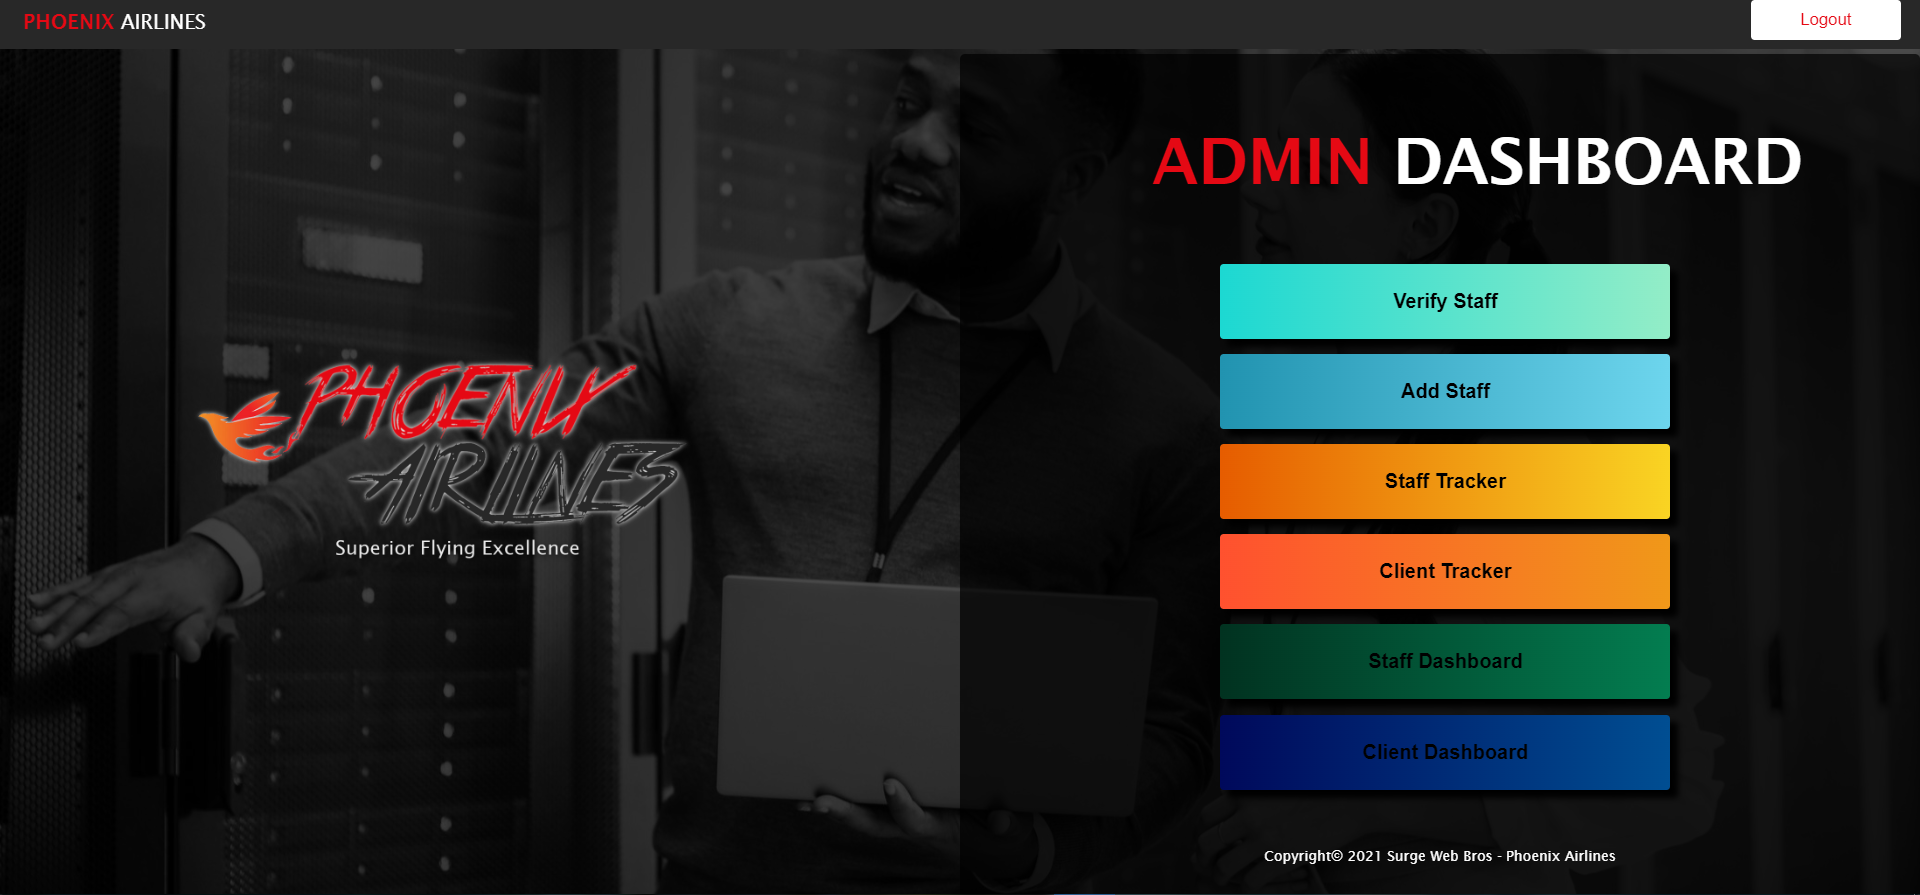 PHOENIX AIRLINES
Logout
ADMIN DASHBOARD
PHOENIX
AIRLINES
Superior Flying Excellence
Verify Staff
Add Staff
Staff Tracker
Client Tracker
Staff Dashboard
Client Dashboard
Copyright© 2021 Surge Web Bros - Phoenix Airlines